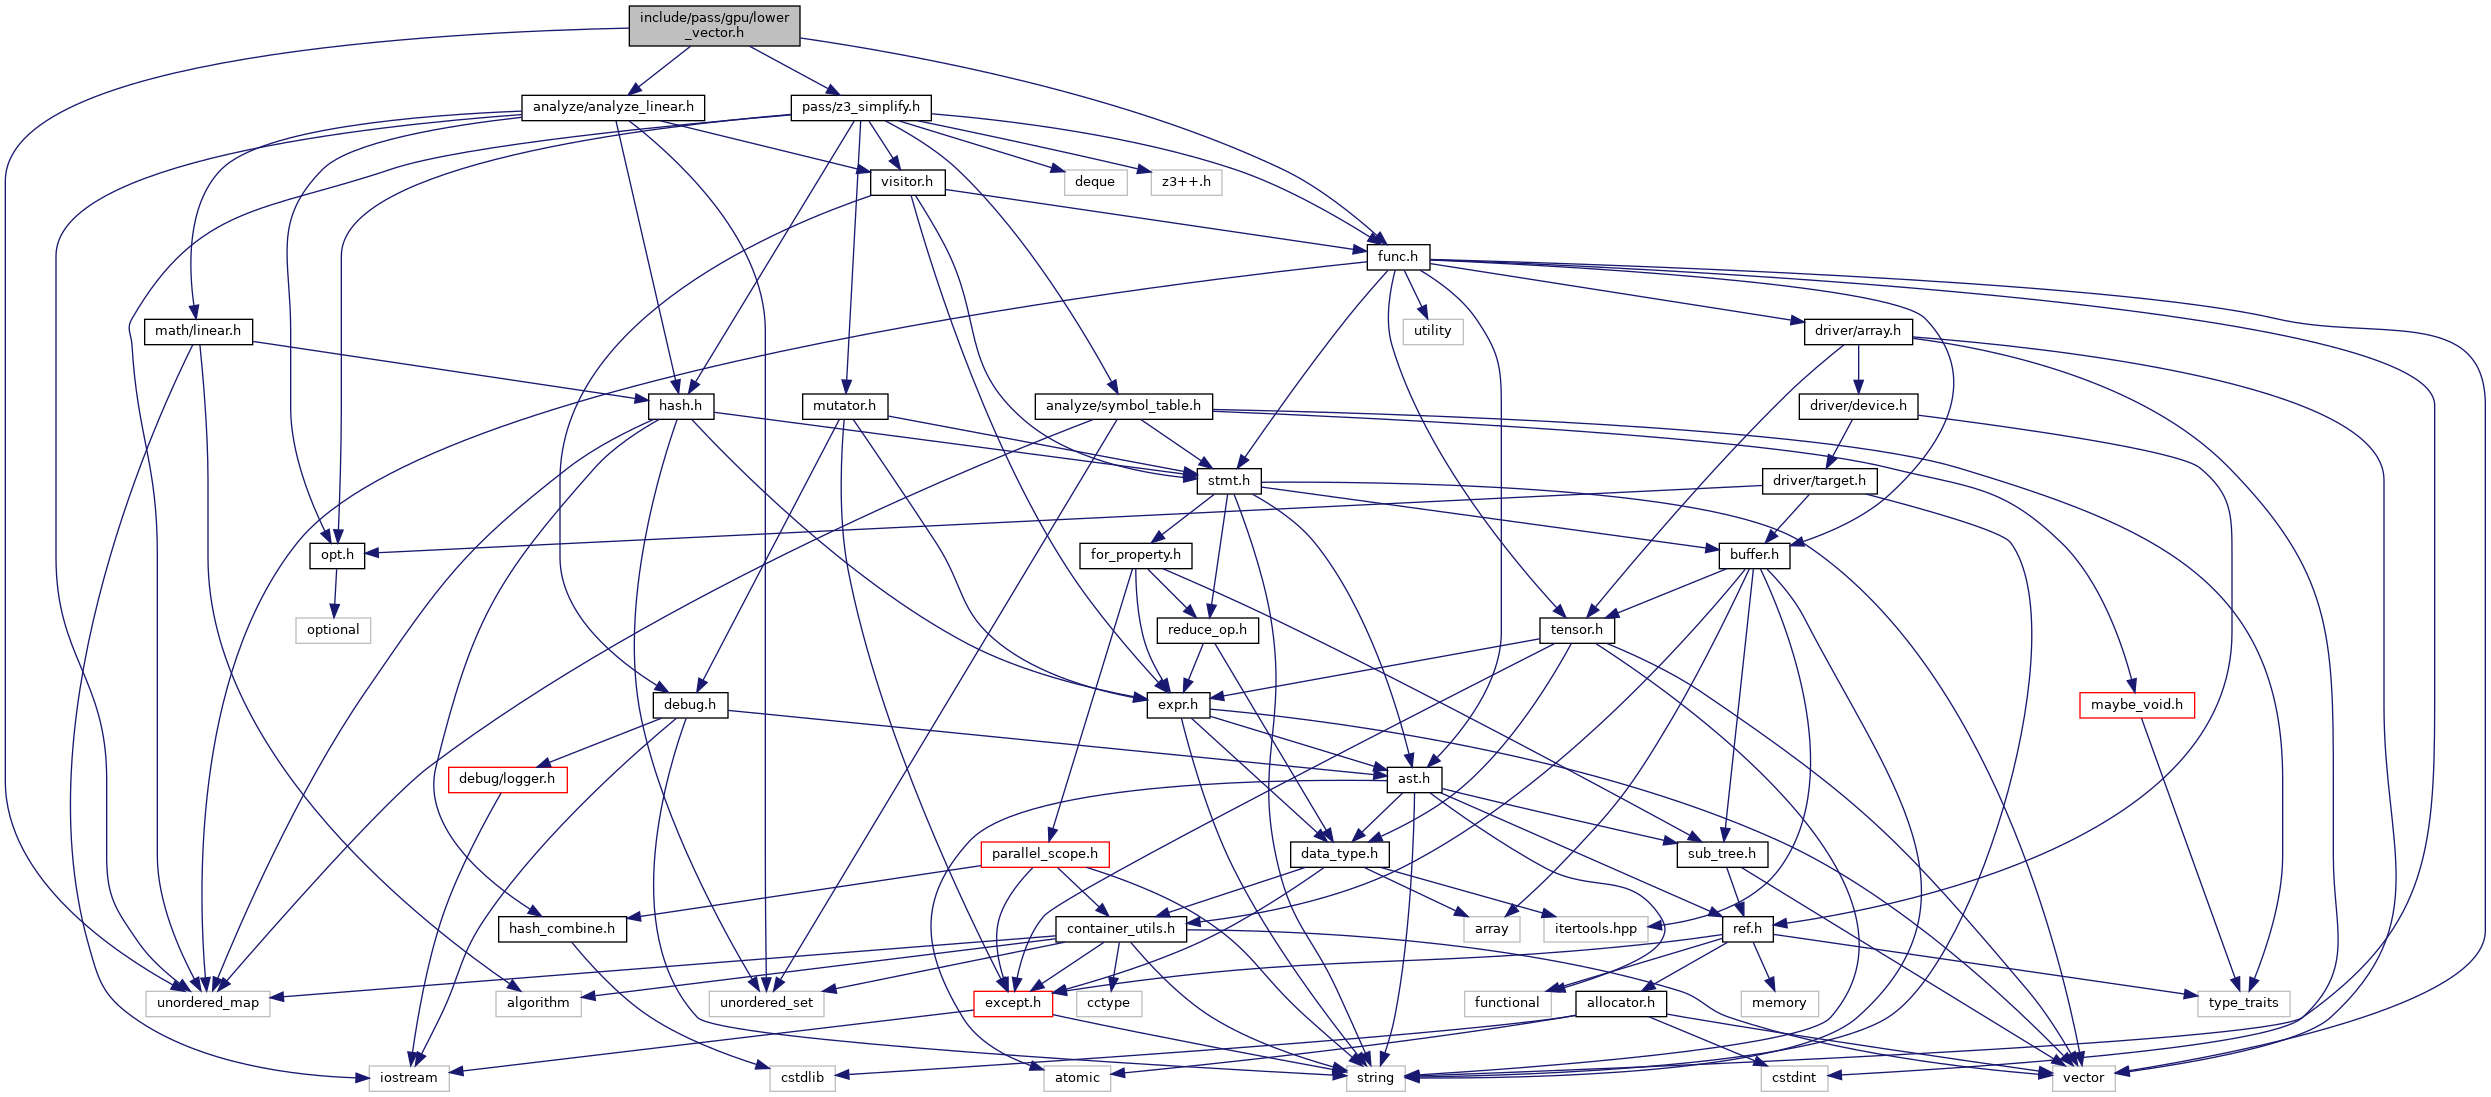 include/pass/gpu/lower
_vector.h
analyze/analyze_linear.h
pass/z3_simplify.h
visitor.h
deque
z3++.h
func.h
math/linear.h
utility
driver/array.h
hash.h
mutator.h
analyze/symbol_table.h
driver/device.h
stmt.h
driver/target.h
opt.h
for_property.h
buffer.h
optional
reduce_op.h
tensor.h
debug.h
expr.h
maybe_void.h
debug/logger.h
ast.h
parallel_scope.h
data_type.h
sub_tree.h
hash_combine.h
container_utils.h
array
itertools.hpp
ref.h
unordered_map
algorithm
unordered_set
except.h
cctype
functional
allocator.h
memory
type_traits
iostream
cstdlib
atomic
string
cstdint
vector